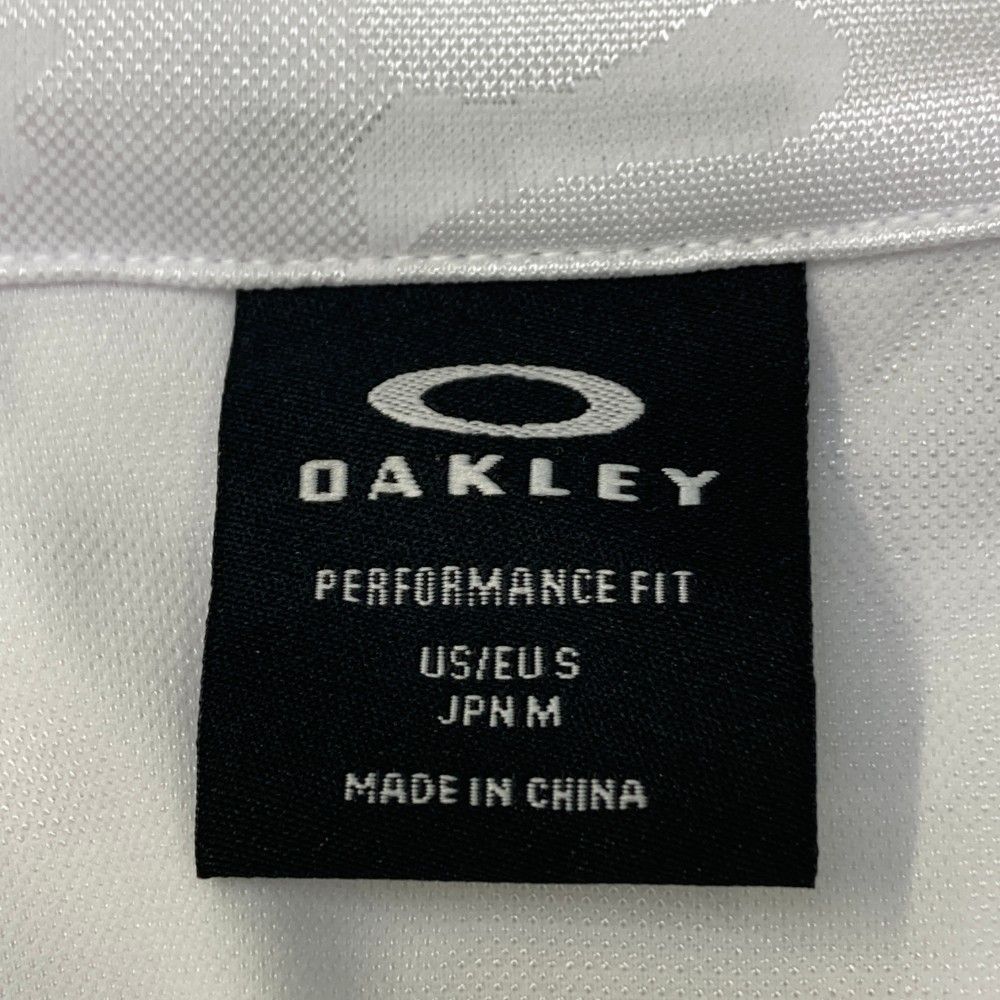 OAKLEY
PERFORMANCE FIT
US/EU S
JPN M
MADE IN CHINA